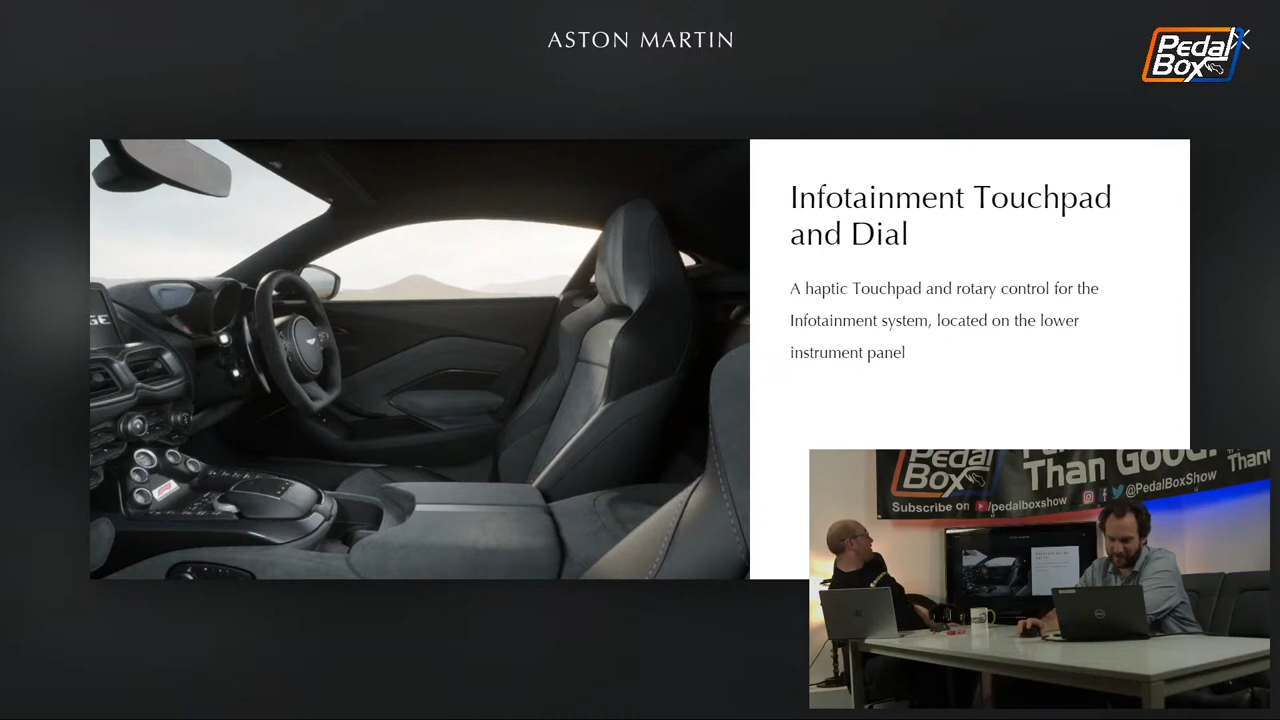 ASTON MARTIN
Pedal
Box
Infotainment Touchpad
and Dial
A haptic Touchpad and rotary control for the
Infotainment system, located on the lower
instrument panel
Pedal
Box
Than Good.
Subscribe on /pedalboxshow
@PedalBoxShow